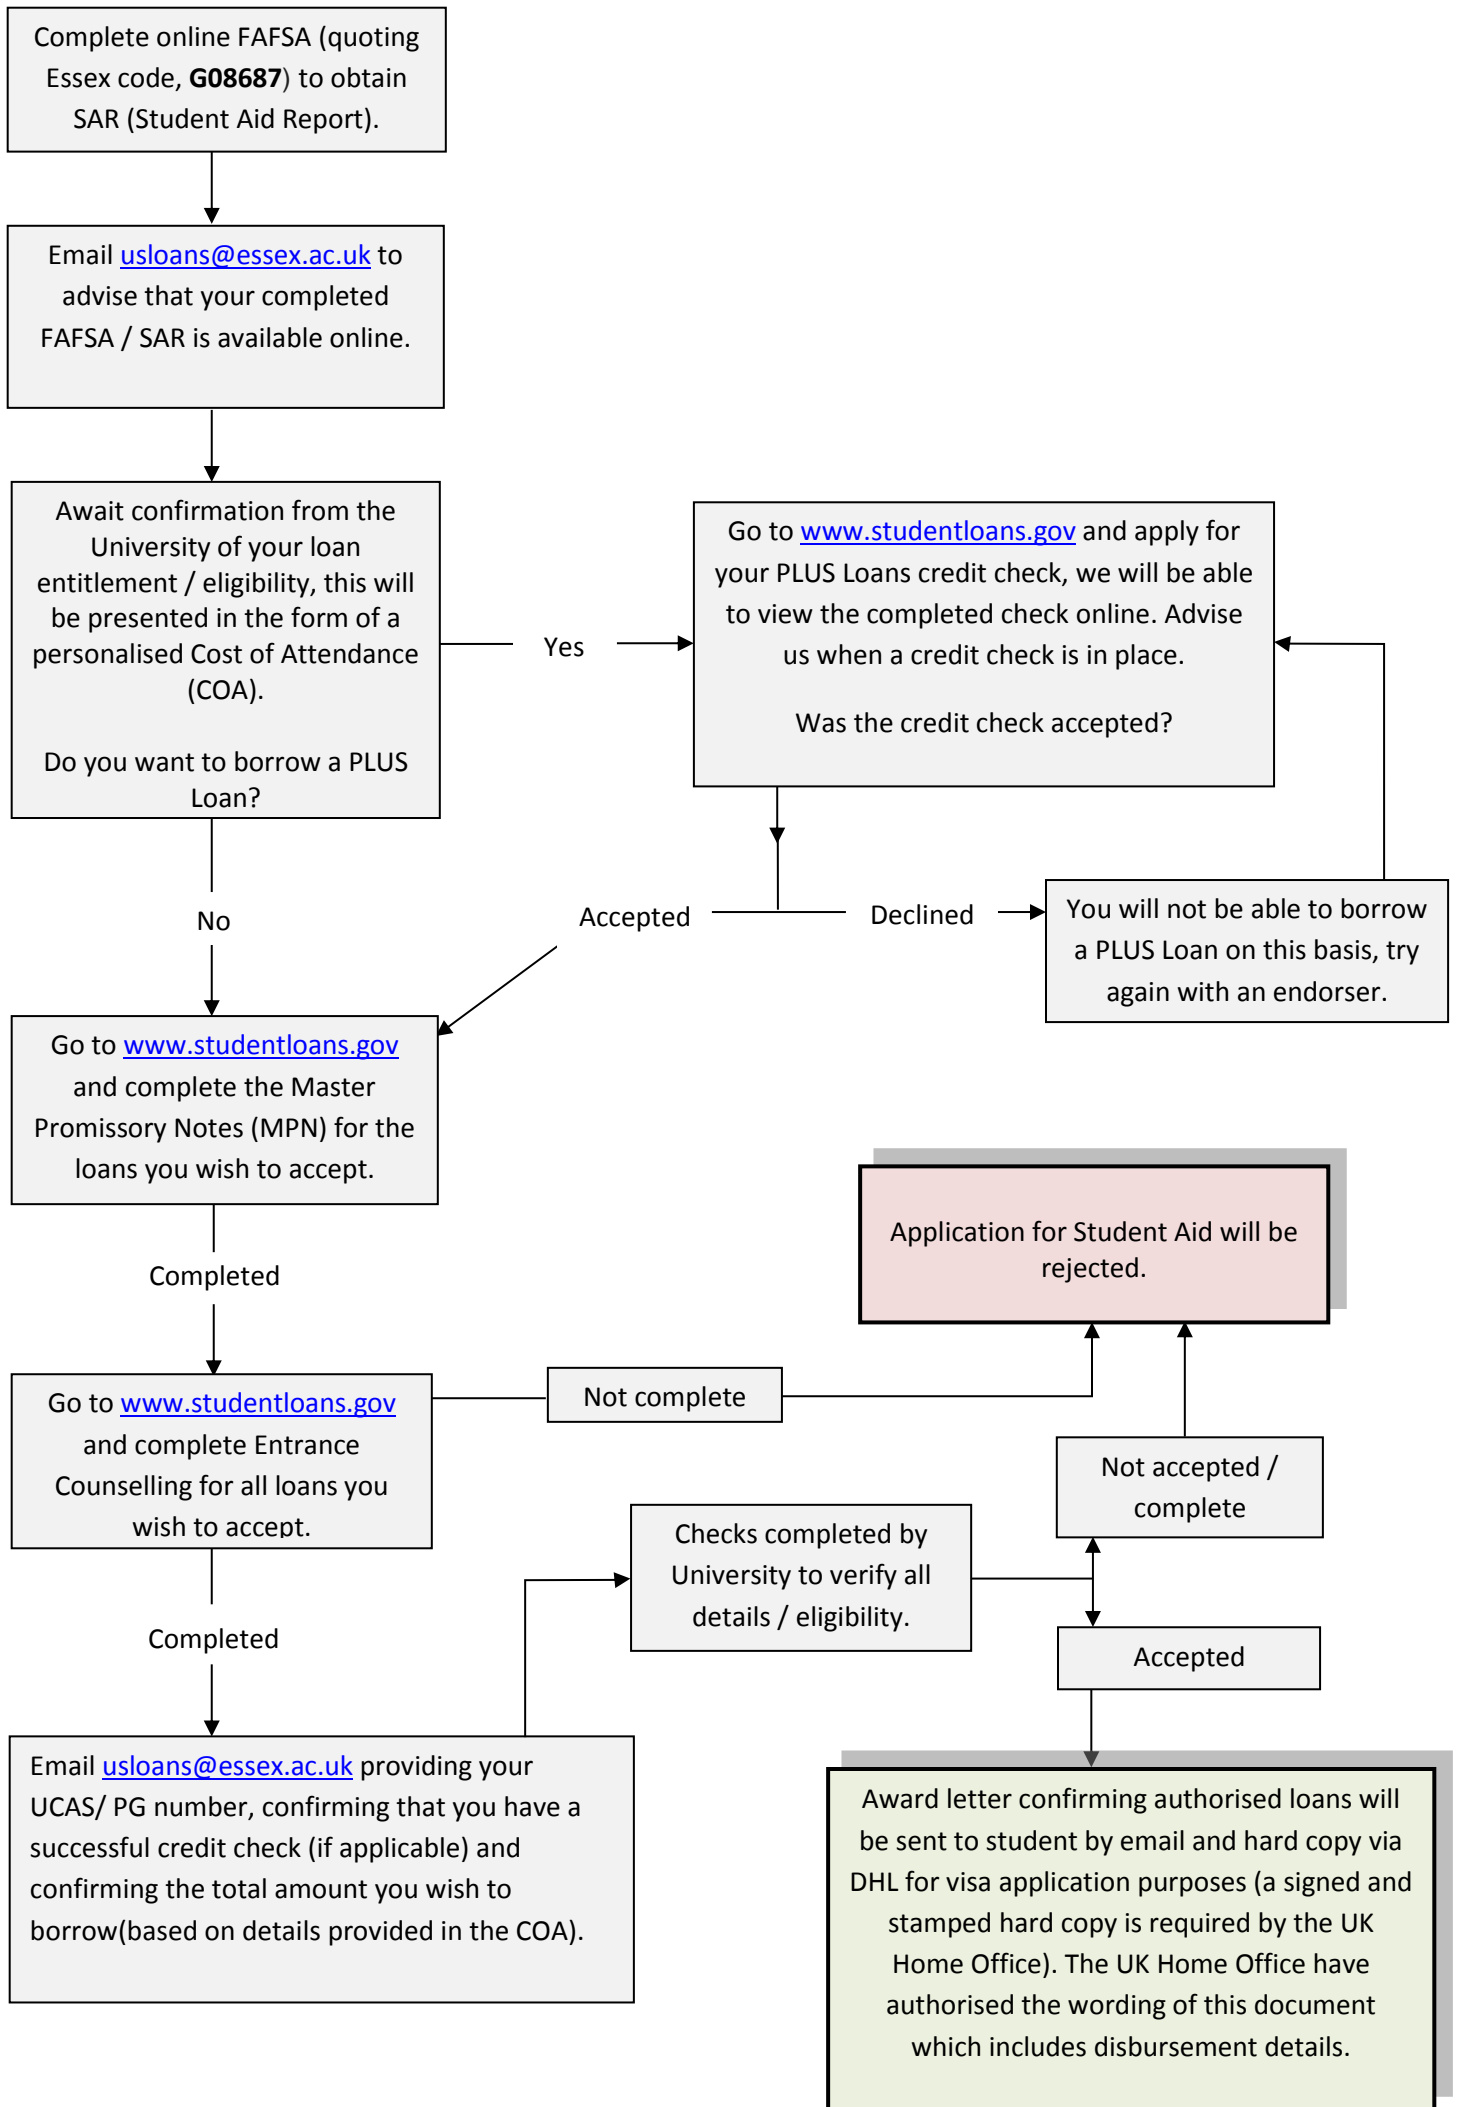 Complete online FAFSA (quoting
Essex code, G08687) to obtain
SAR (Student Aid Report).
Email usloans@essex.ac.uk to
advise that your completed
FAFSA / SAR is available online.
Await confirmation from the
University of your loan
entitlement / eligibility, this will
be presented in the form of a
personalised Cost of Attendance
(COA).
Do you want to borrow a PLUS
Loan?
Yes
Go to www.studentloans.gov and apply for
your PLUS Loans credit check, we will be able
to view the completed check online. Advise
us when a credit check is in place.
Was the credit check accepted?
No
Accepted
Declined
You will not be able to borrow
a PLUS Loan on this basis, try
again with an endorser.
Go to www.studentloans.gov
and complete the Master
Promissory Notes (MPN) for the
loans you wish to accept.
Completed
Application for Student Aid will be
rejected.
Go to www.studentloans.gov
and complete Entrance
Counselling for all loans you
wish to accept.
Not complete
Not accepted /
complete
Checks completed by
University to verify all
details / eligibility.
Completed
Accepted
Email usloans@essex.ac.uk providing your
UCAS/ PG number, confirming that you have a
successful credit check (if applicable) and
confirming the total amount you wish to
borrow(based on details provided in the COA).
Award letter confirming authorised loans will
be sent to student by email and hard copy via
DHL for visa application purposes (a signed and
stamped hard copy is required by the UK
Home Office). The UK Home Office have
authorised the wording of this document
which includes disbursement details.